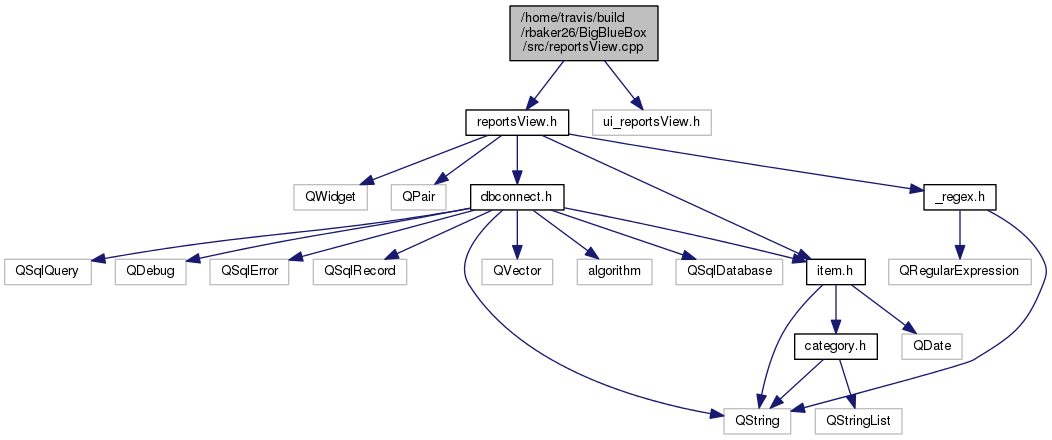 /home/travis/build
/rbaker26/BigBlueBox
/src/reportsView.cpp
reportsView.h
ui_reportsView.h
QWidget
QPair
dbconnect.h
_regex.h
QSqlQuery
QDebug
QSqlError
QSqlRecord
QVector
algorithm
QSqlDatabase
item.h
QRegularExpression
category.h
QDate
QString
QStringList